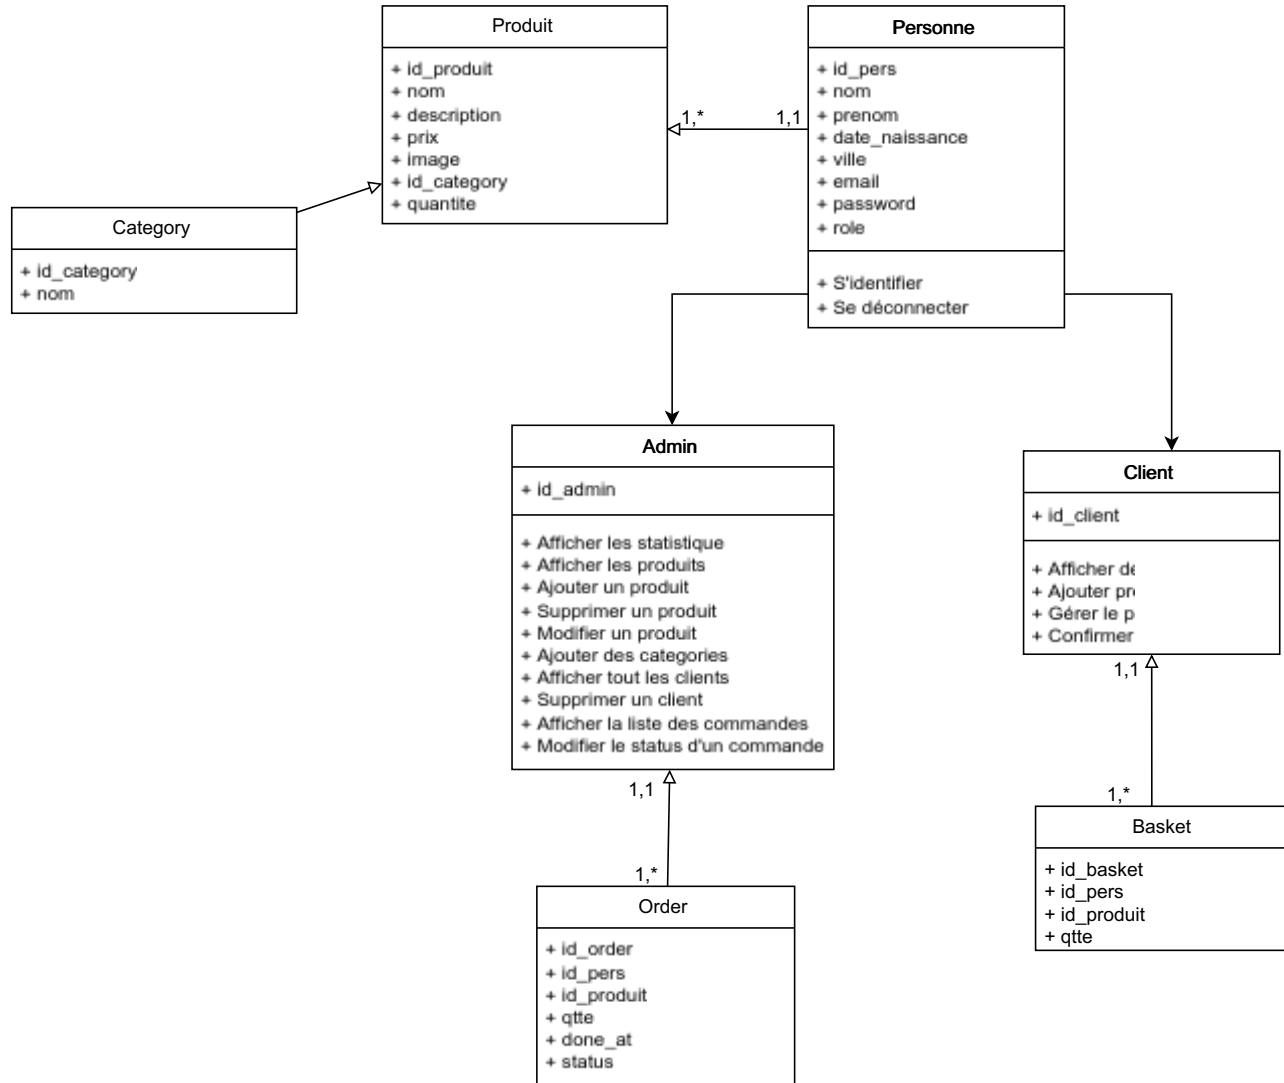 Produit
+ id_produit
+ nom
+ description
+ prix
+ image
+ id_category
+ quantite
Personne
+ id_pers
+ nom
+ prenom
+ date_naissance
+ ville
+ email
+ password
+ role
+ S'identifier
+ Se déconnecter
1,*
1,1
Category
+ id_category
+ nom
Admin
+ id_admin
+ Afficher les statistique
+ Afficher les produits
+ Ajouter un produit
+ Supprimer un produit
+ Modifier un produit
+ Ajouter des categories
+ Afficher tout les clients
+ Supprimer un client
+ Afficher la liste des commandes
+ Modifier le status d'un commande
Client
+ id_client
+ Afficher
+ Ajouter
+ Gérer le
+ Confirmer
1,1
1,*
Order
+ id_order
+ id_pers
+ id_produit
+ qtte
+ done_at
+ status
1,1
1,*
Basket
+ id_basket
+ id_pers
+ id_produit
+ qtte